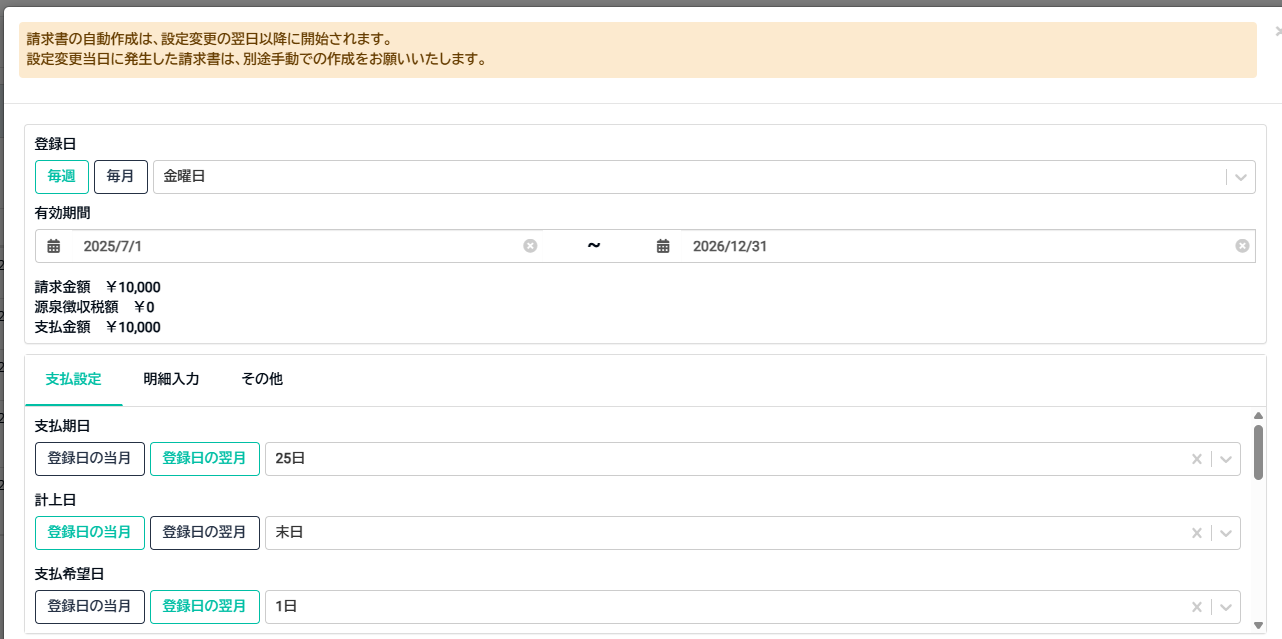 請求書の自動作成は、設定変更の翌日以降に開始されます。
設定変更当日に発生した請求書は、別途手動での作成をお願いいたします。
登録日
毎週 毎月 金曜日
有効期間
2025/7/1 ~ 2026/12/31
請求金額 ￥10,000
源泉徴収税額 ￥0
支払金額 ￥10,000
支払設定 明細入力 その他
支払期日
登録日の当月 登録日の翌月 25日
計上日
登録日の当月 登録日の翌月 末日
支払希望日
登録日の当月 登録日の翌月 1日